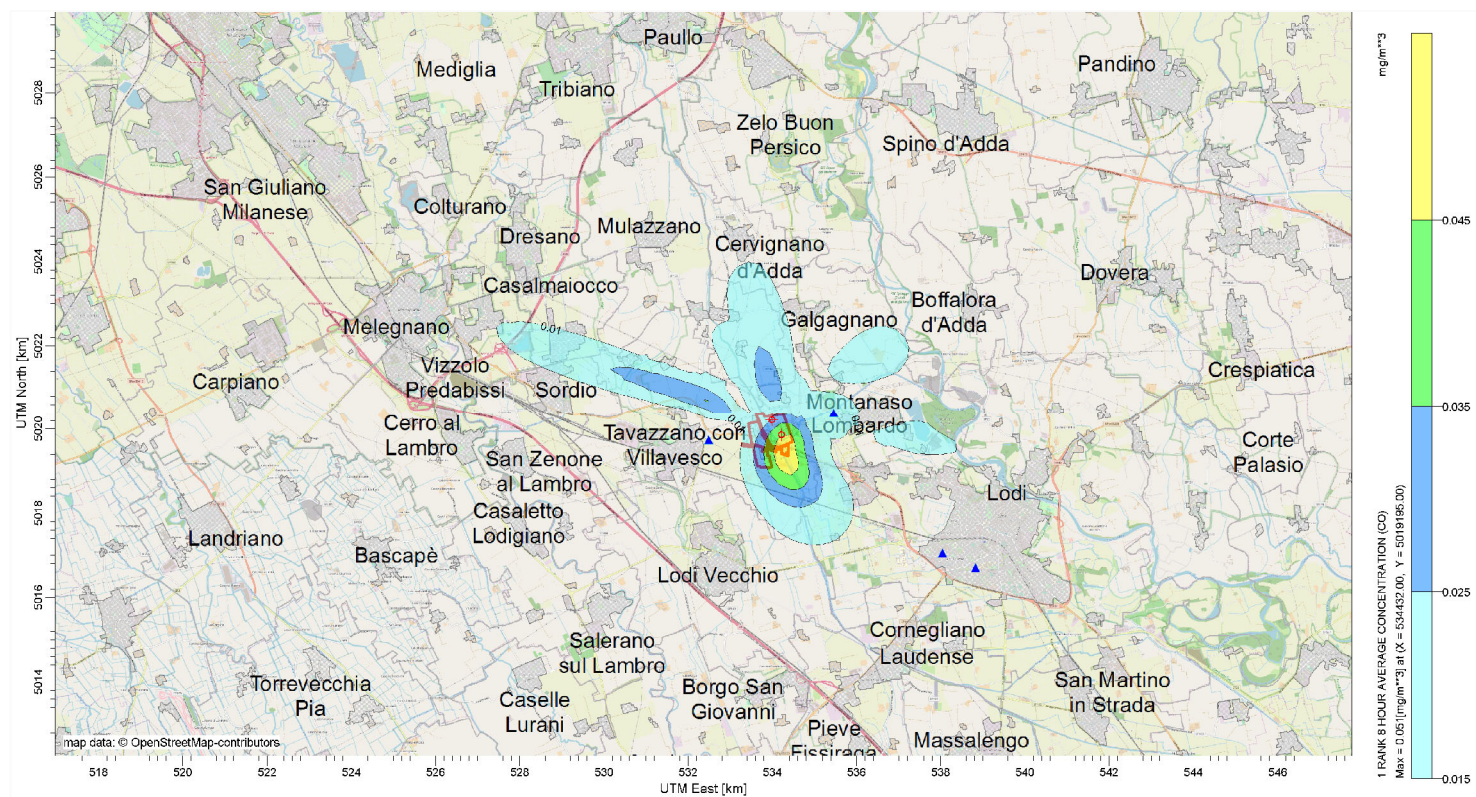 Paullo
Mediglia
Pandino
Tribiano
Zelo Buon
Persico
Spino d'Adda
San Giuliano
Milanese
Colturano
Mulazzano
Dresano
Cervignano
d'Adda
Dovera
Casalmaiocco
Boffalora
d'Adda
Galgagnano
Melegnano
0.01
Vizzolo
Predabissi
Carpiano
Sordio
Crespiatica
Montanaso
Lombardo
Cerro al
Lambro
Tavazzano con
Villavesco
Corte
Palasio
San Zenone
al Lambro
Lodi
Casaletto
Lodigiano
Landriano
Bascapè
Lodi Vecchio
Cornegliano
Laudense
Salerano
sul Lambro
Torrevecchia
Pia
Caselle
Lurani
Borgo San
Giovanni
San Martino
in Strada
Pieve
Fissiraga
Massalengo
map data: © OpenStreetMap-contributors
518 520 522 524 526 528 530 532 534 536 538 540 542 544 546
UTM East [km]
UTM North [km]
5014 5016 5018 5020 5022 5024 5026 5028
1 RANK 8 HOUR AVERAGE CONCENTRATION (CO)
mg/m**3
Max = 0.051[mg/m**3] at (X = 534432.00, Y = 5019195.00)
0.045
0.035
0.025
0.015